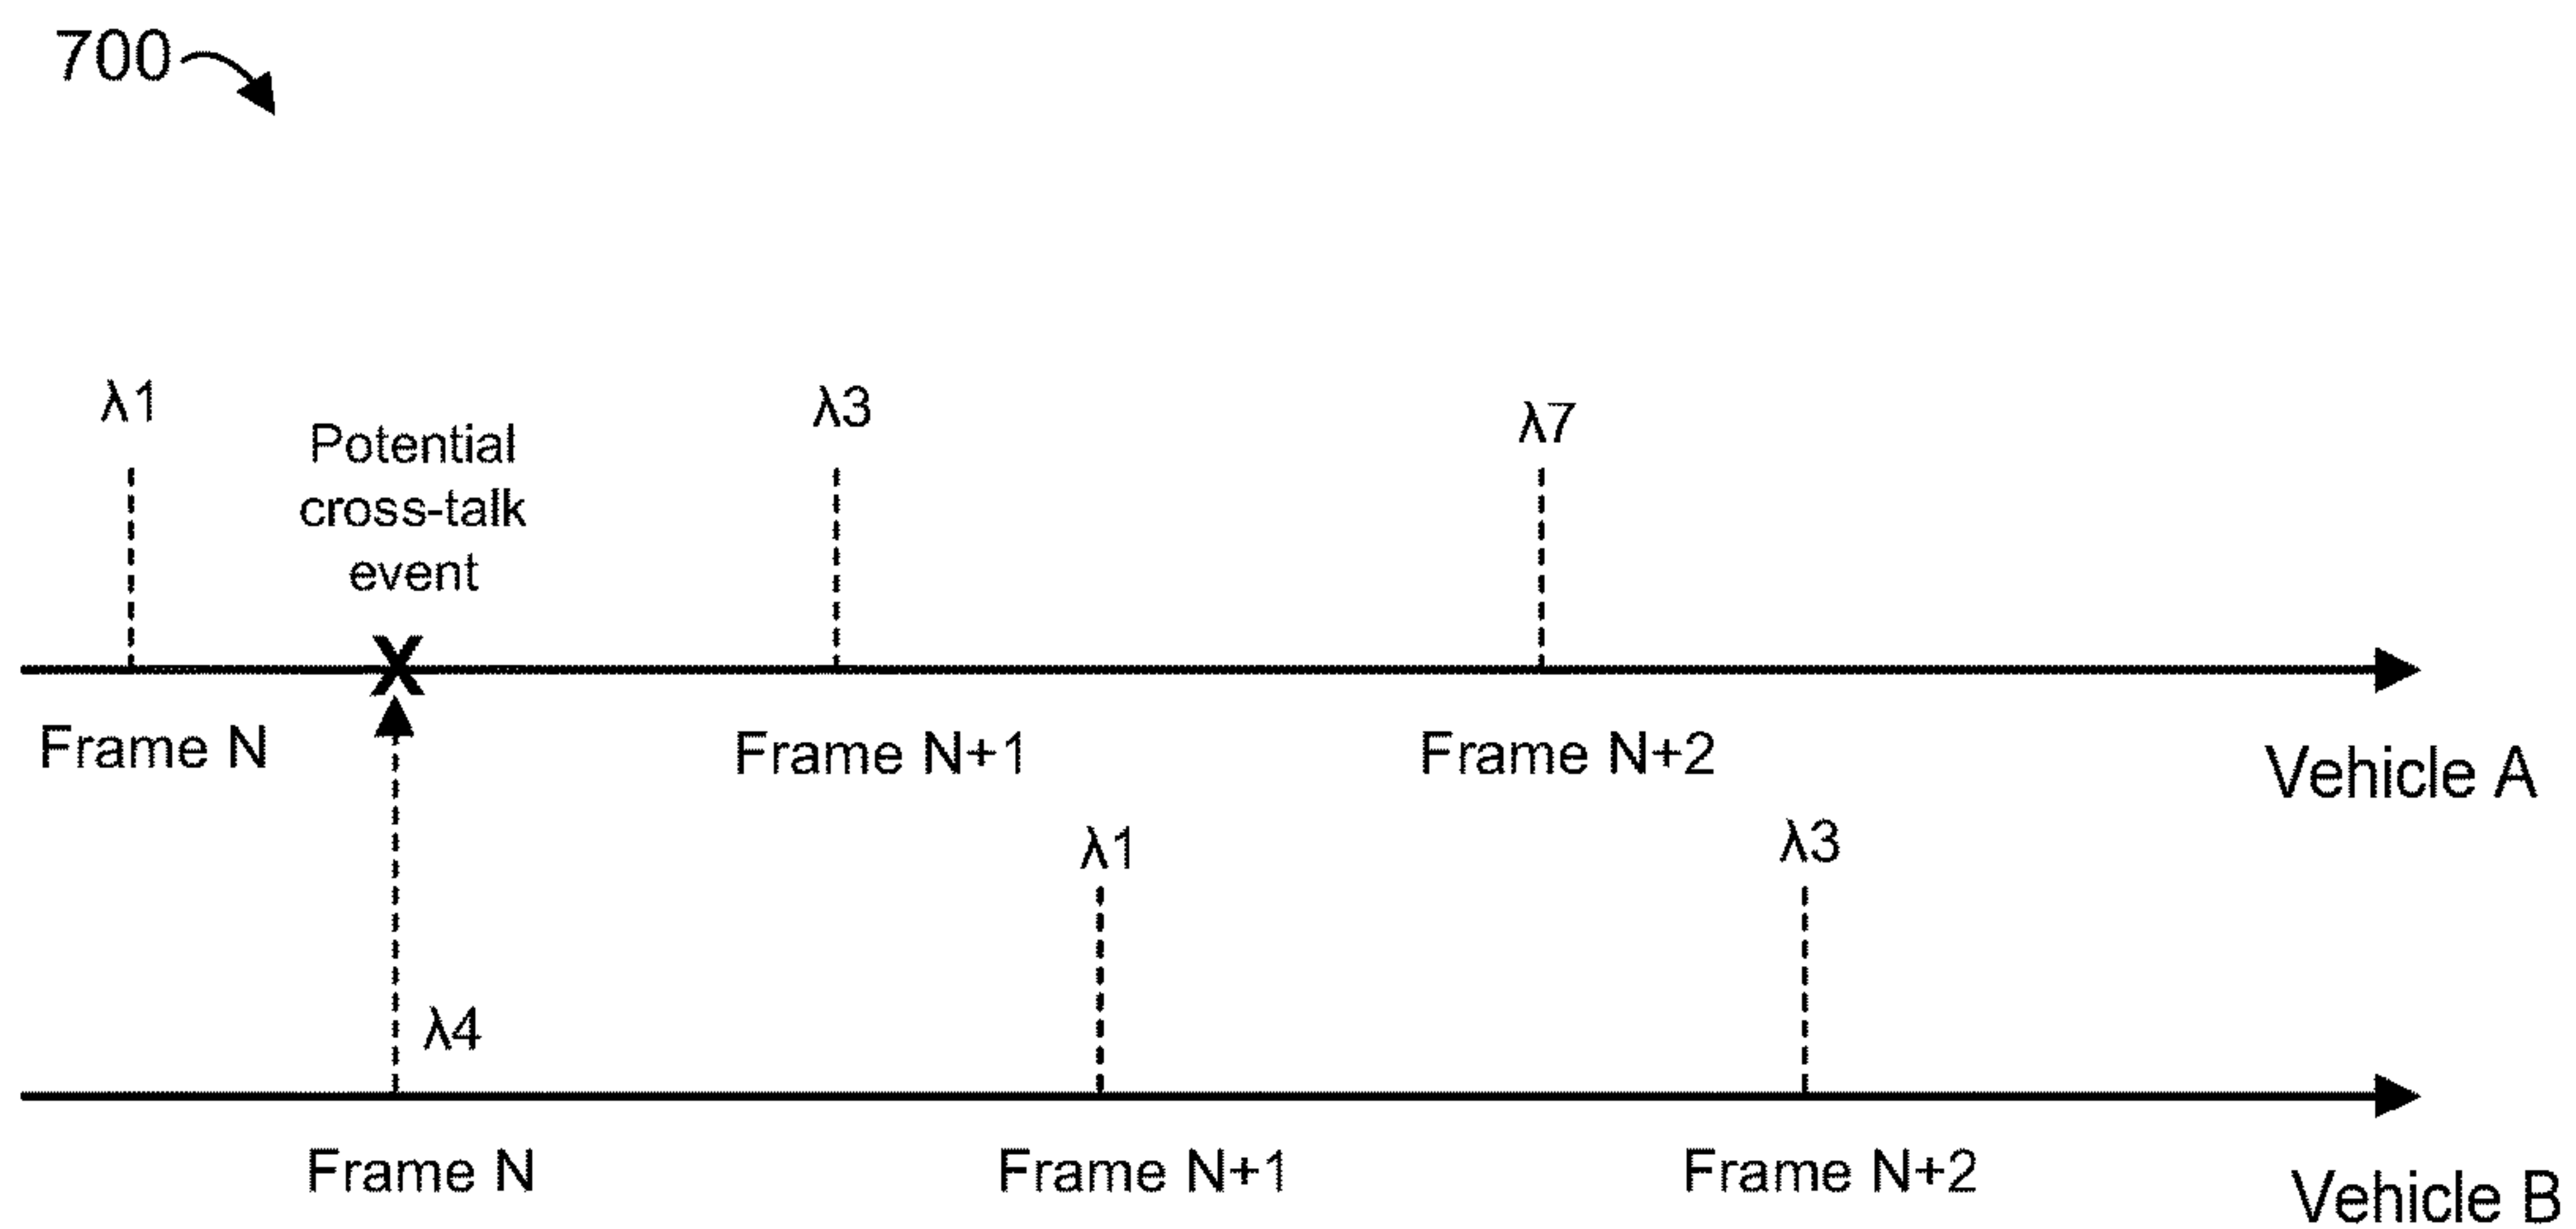 700
λ1
λ3
λ7
Potential
cross-talk
event
X
Frame N
Frame N+1
Frame N+2
Vehicle A
λ1
λ3
λ4
Frame N
Frame N+1
Frame N+2
Vehicle B